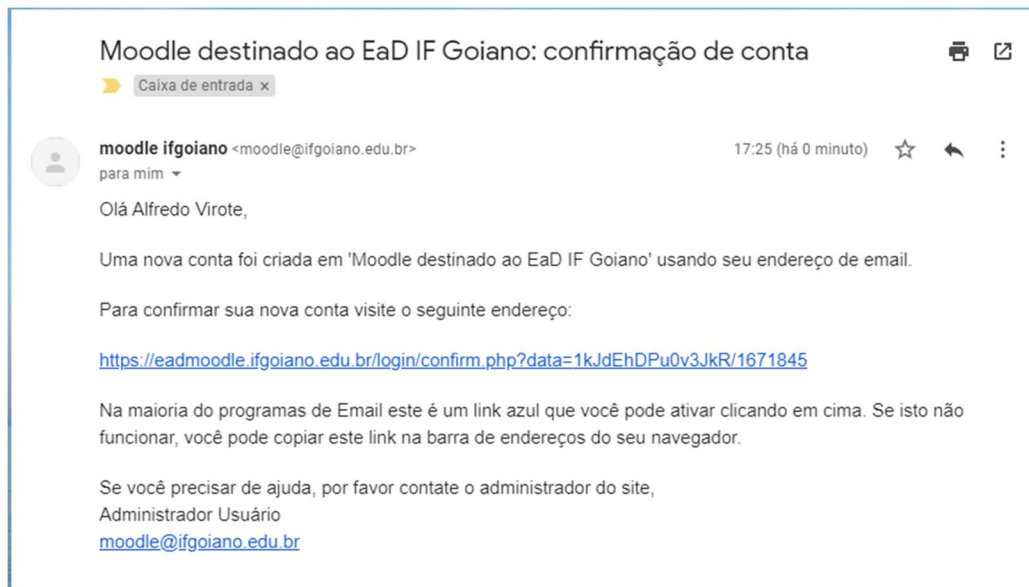 Moodle destinado ao EaD IF Goiano: confirmação de conta
Caixa de entrada x
moodle ifgoiano <moodle@ifgoiano.edu.br>
17:25 (há 0 minuto)
para mim
Olá Alfredo Virote,
Uma nova conta foi criada em 'Moodle destinado ao EaD IF Goiano' usando seu endereço de email.
Para confirmar sua nova conta visite o seguinte endereço:
https://eadmoodle.ifgoiano.edu.br/login/confirm.php?data=1kJdEhDPu0v3JkR/1671845
Na maioria do programas de Email este é um link azul que você pode ativar clicando em cima. Se isto não
funcionar, você pode copiar este link na barra de endereços do seu navegador.
Se você precisar de ajuda, por favor contate o administrador do site,
Administrador Usuário
moodle@ifgoiano.edu.br